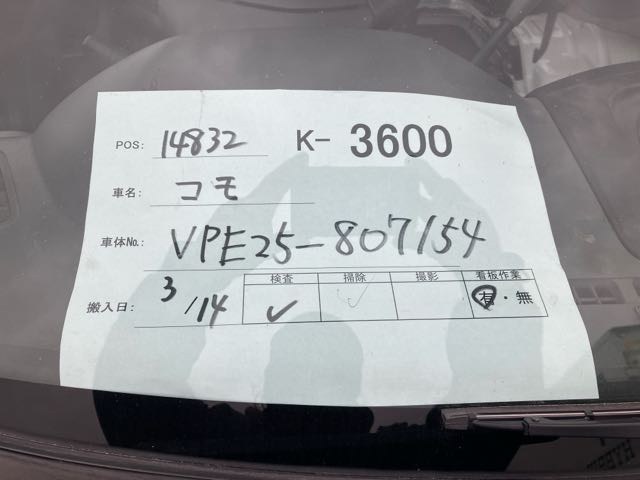 POS: 14832 K- 3600
車名: コモ
車体No.: VPE25-807154
検査 掃除 撮影 看板作業
搬入日: 3/14 ✓ ✓ 有・無